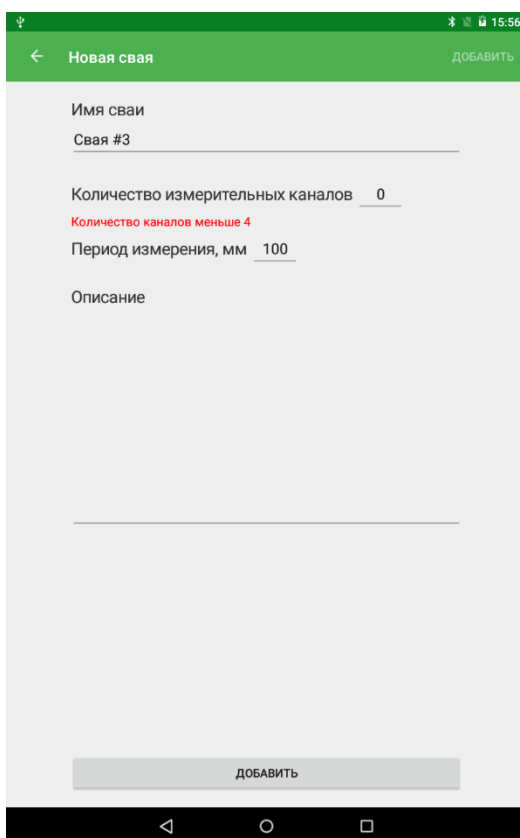 15:56
Новая свая ДОБАВИТЬ
Имя сваи
Свая #3
Количество измерительных каналов 0
Количество каналов меньше 4
Период измерения, мм 100
Описание
ДОБАВИТЬ